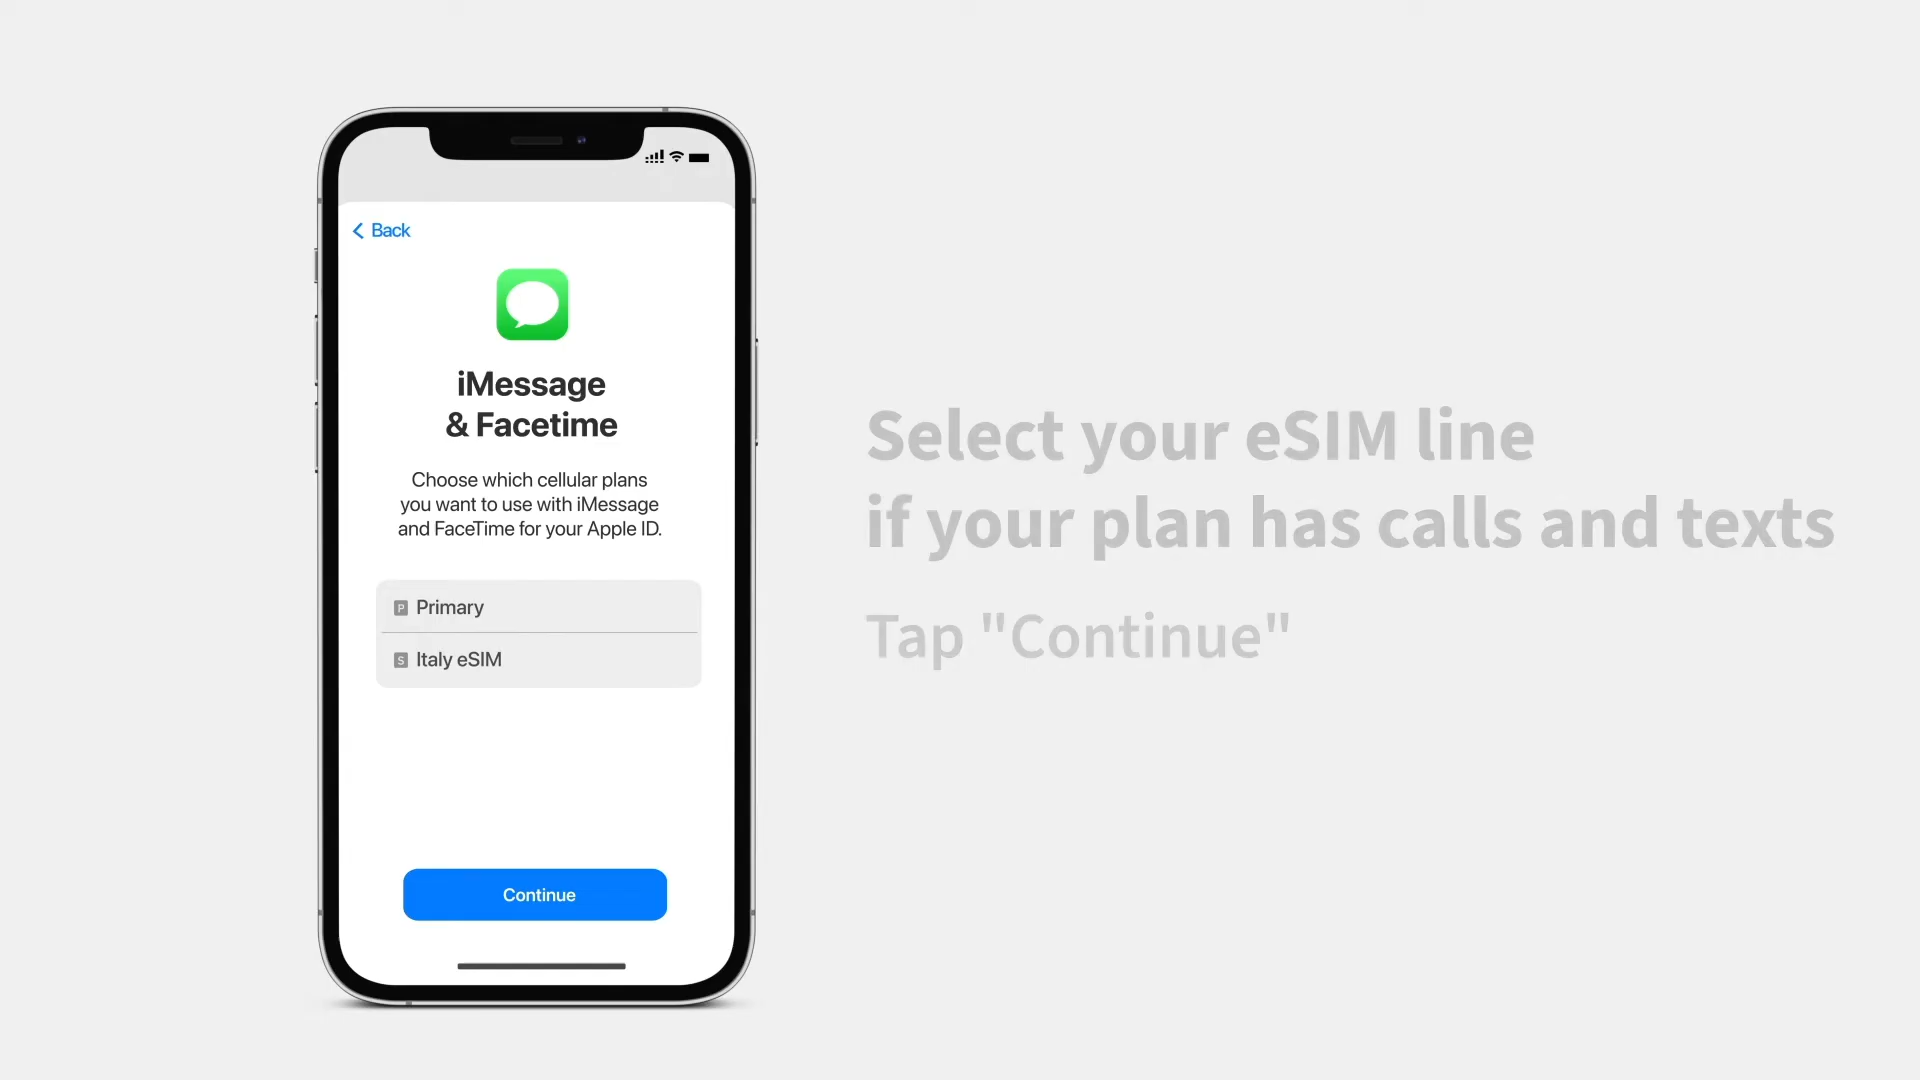 Back
iMessage
& Facetime
Choose which cellular plans
you want to use with iMessage
and FaceTime for your Apple ID.
P Primary
S Italy eSIM
Continue
Select your eSIM line
if your plan has calls and texts
Tap "Continue"